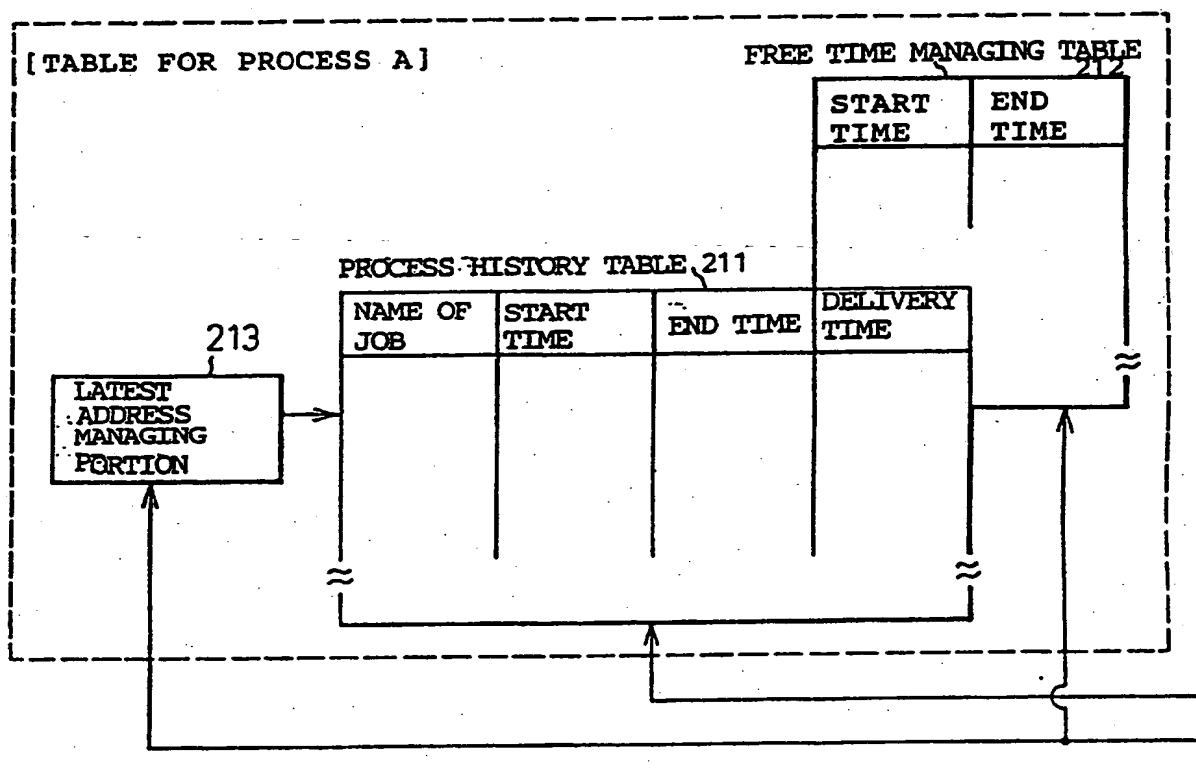 [TABLE FOR PROCESS A]
FREE TIME MANAGING TABLE
212
START
TIME
END
TIME
PROCESS HISTORY TABLE 211
NAME OF
JOB
START
TIME
END TIME
DELIVERY
TIME
213
LATEST
ADDRESS
MANAGING
PORTION